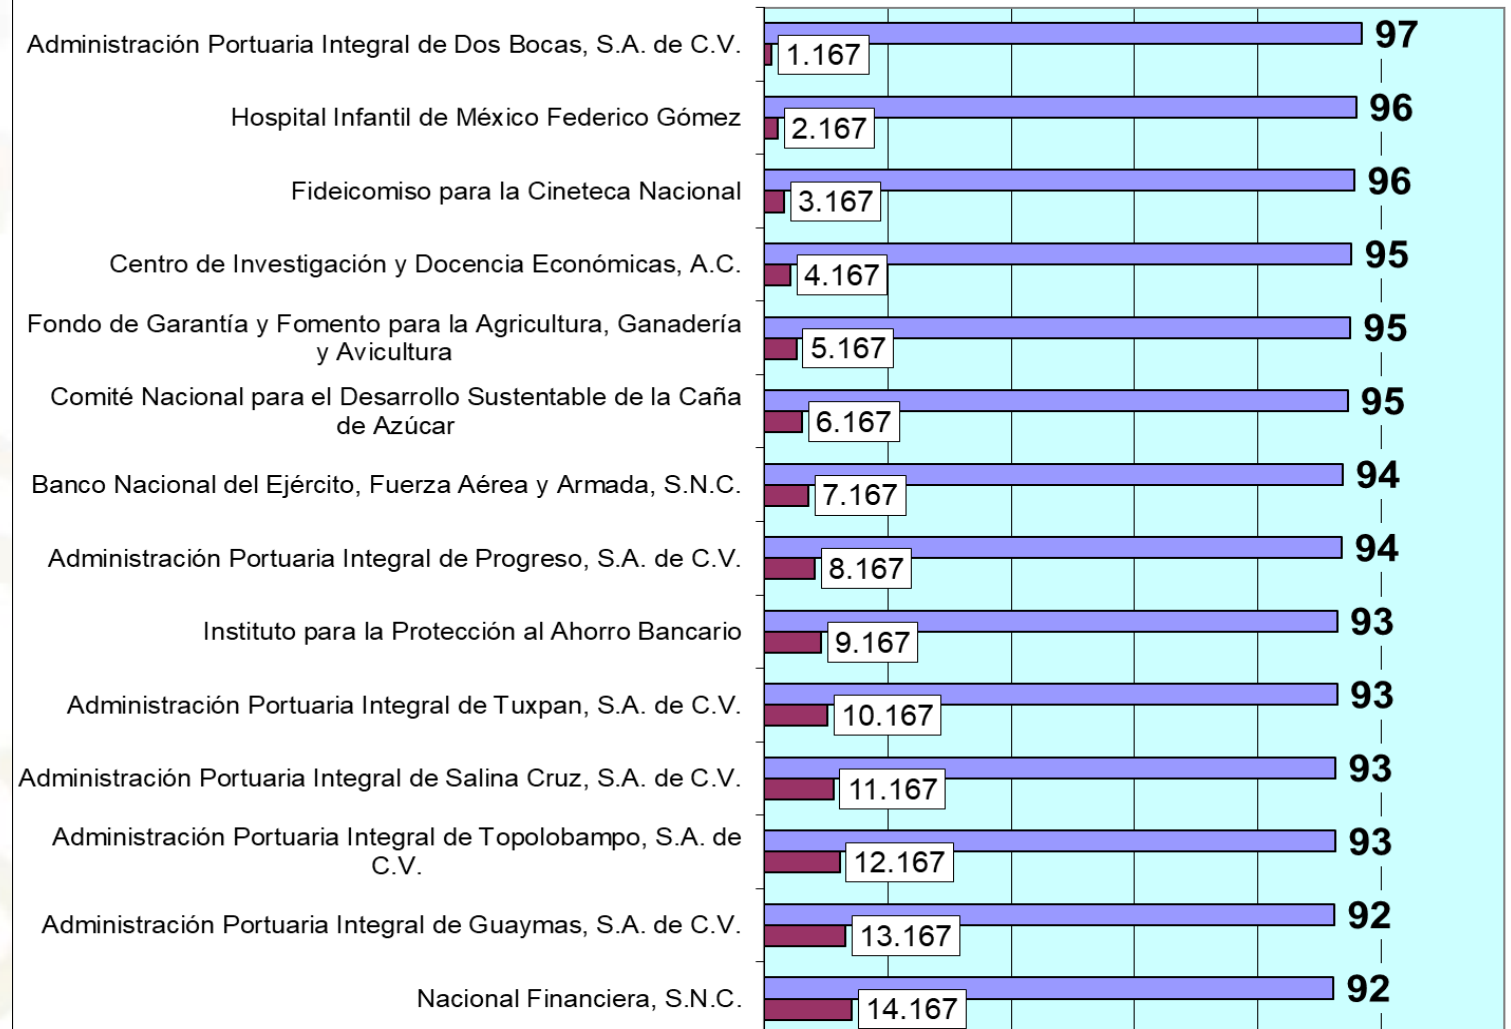 Administración Portuaria Integral de Dos Bocas, S.A. de C.V.
97
1.167
Hospital Infantil de México Federico Gómez
96
2.167
Fideicomiso para la Cineteca Nacional
96
3.167
Centro de Investigación y Docencia Económicas, A.C.
95
4.167
Fondo de Garantía y Fomento para la Agricultura, Ganadería
y Avicultura
95
5.167
Comité Nacional para el Desarrollo Sustentable de la Caña
de Azúcar
95
6.167
Banco Nacional del Ejército, Fuerza Aérea y Armada, S.N.C.
94
7.167
Administración Portuaria Integral de Progreso, S.A. de C.V.
94
8.167
Instituto para la Protección al Ahorro Bancario
93
9.167
Administración Portuaria Integral de Tuxpan, S.A. de C.V.
93
10.167
Administración Portuaria Integral de Salina Cruz, S.A. de C.V.
93
11.167
Administración Portuaria Integral de Topolobampo, S.A. de
C.V.
93
12.167
Administración Portuaria Integral de Guaymas, S.A. de C.V.
92
13.167
Nacional Financiera, S.N.C.
92
14.167